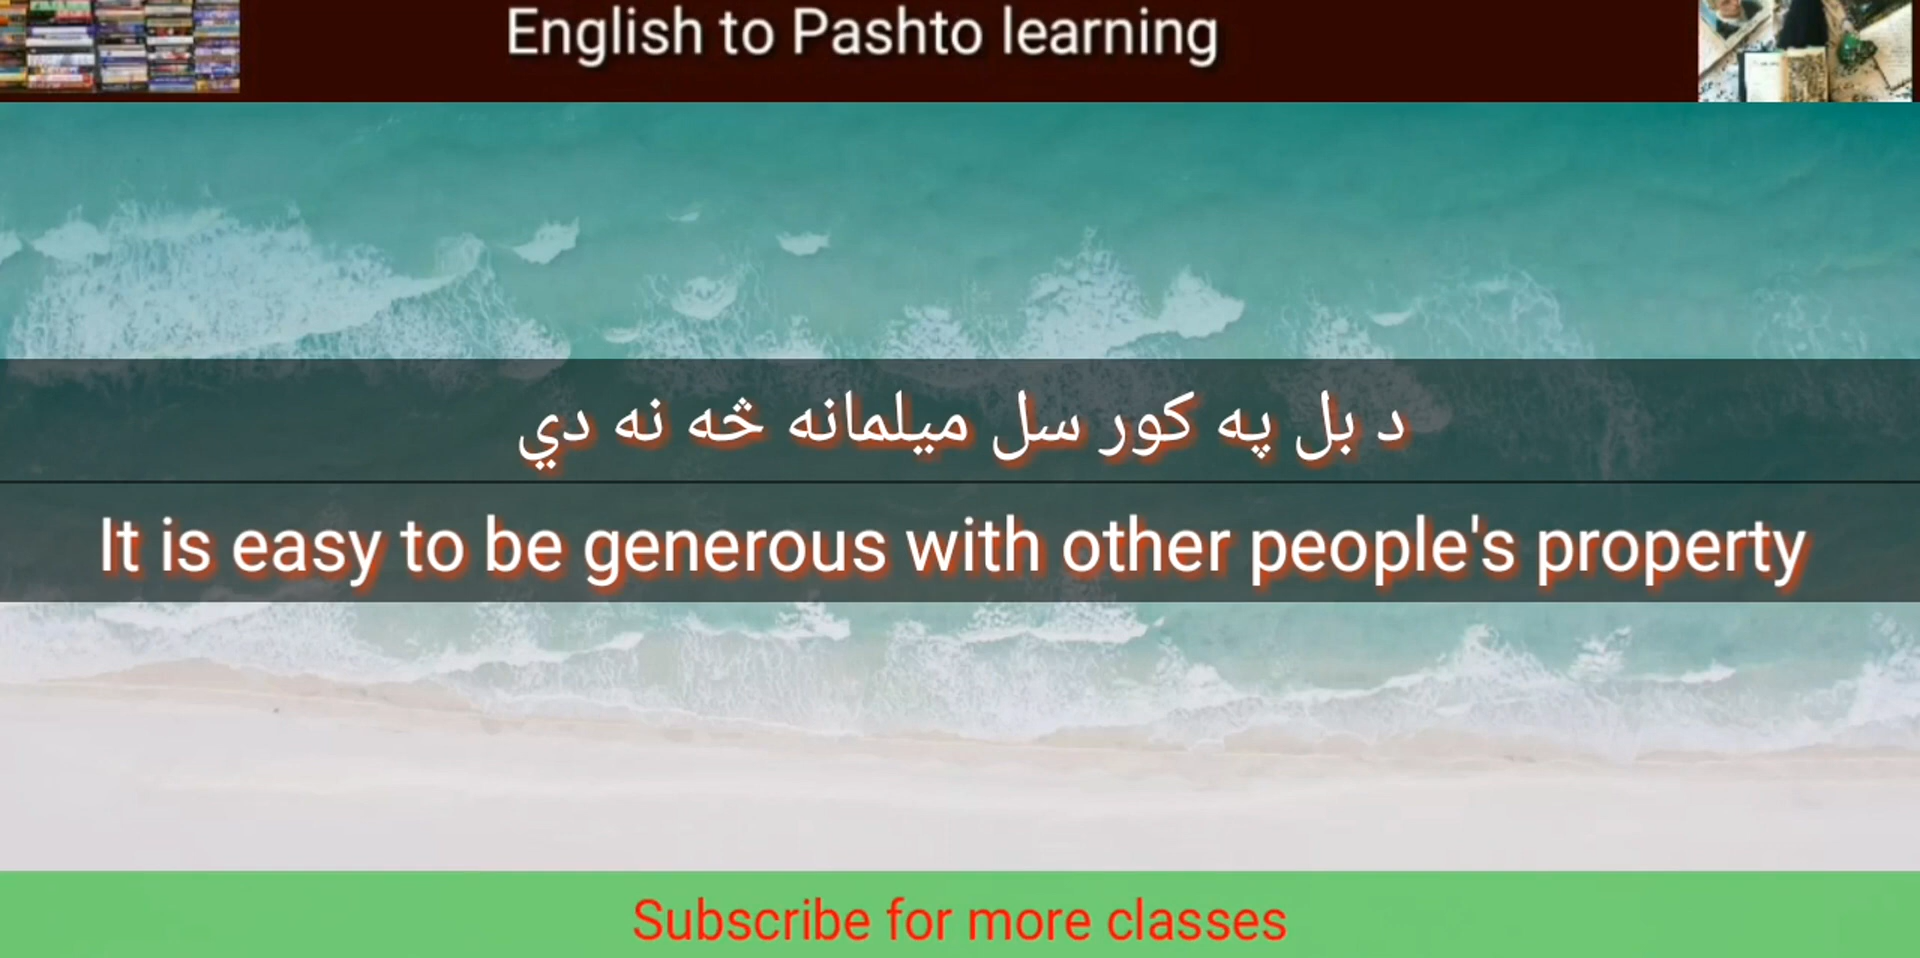 English to Pashto learning
د بل په کور سل میلمانه څه نه دي
It is easy to be generous with other people's property
Subscribe for more classes